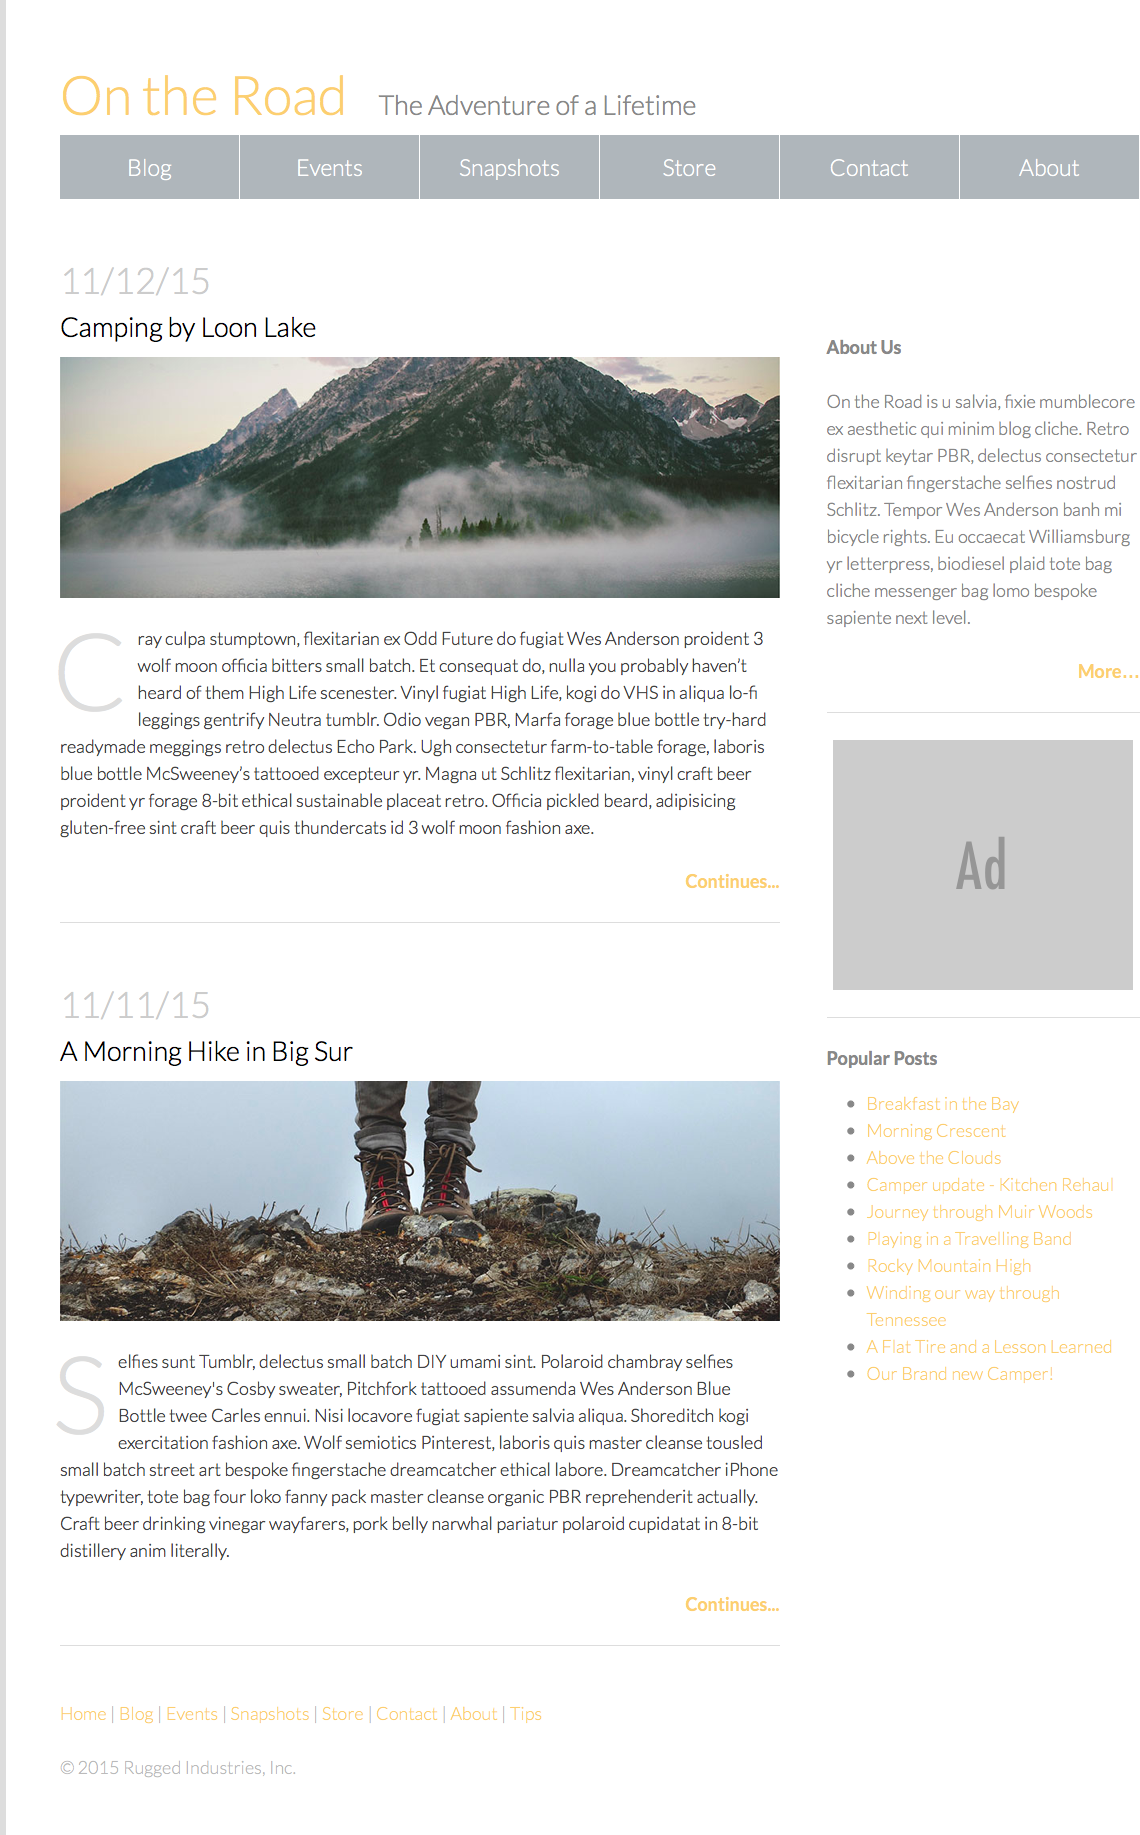 On the Road The Adventure of a Lifetime
Blog Events Snapshots Store Contact About
11/12/15
Camping by Loon Lake
Cray culpa stumptown, flexitarian ex Odd Future do fugiat Wes Anderson proident 3
wolf moon officia bitters small batch. Et consequat do, nulla you probably haven’t
heard of them High Life scenester. Vinyl fugiat High Life, kogi do VHS in aliqua lo-fi
leggings gentrify Neutra tumblr. Odio vegan PBR, Marfa forage blue bottle try-hard
readymade meggings retro delectus Echo Park. Ugh consectetur farm-to-table forage, laboris
blue bottle McSweeney’s tattooed excepteur yr. Magna ut Schlitz flexitarian, vinyl craft beer
proident yr forage 8-bit ethical sustainable placeat retro. Officia pickled beard, adipisicing
gluten-free sint craft beer quis thundercats id 3 wolf moon fashion axe.
Continues...
11/11/15
A Morning Hike in Big Sur
Selfies sunt Tumblr, delectus small batch DIY umami sint. Polaroid chambray selfies
McSweeney's Cosby sweater, Pitchfork tattooed assumenda Wes Anderson Blue
Bottle twee Carles ennui. Nisi locavore fugiat sapiente salvia aliqua. Shoreditch kogi
exercitation fashion axe. Wolf semiotics Pinterest, laboris quis master cleanse tousled
small batch street art bespoke fingerstache dreamcatcher ethical labore. Dreamcatcher iPhone
typewriter, tote bag four loko fanny pack master cleanse organic PBR reprehenderit actually.
Craft beer drinking vinegar wayfarers, pork belly narwhal pariatur polaroid cupidatat in 8-bit
distillery anim literally.
Continues...
About Us
On the Road is u salvia, fixie mumblecore
ex aesthetic qui minim blog cliche. Retro
disrupt keytar PBR, delectus consectetur
flexitarian fingerstache selfies nostrud
Schlitz. Tempor Wes Anderson banh mi
bicycle rights. Eu occaecat Williamsburg
yr letterpress, biodiesel plaid tote bag
cliche messenger bag lomo bespoke
sapiente next level.
More…
Ad
Popular Posts
Breakfast in the Bay
Morning Crescent
Above the Clouds
Camper update - Kitchen Rehaul
Journey through Muir Woods
Playing in a Travelling Band
Rocky Mountain High
Winding our way through
Tennessee
A Flat Tire and a Lesson Learned
Our Brand new Camper!
Home | Blog | Events | Snapshots | Store | Contact | About | Tips
© 2015 Rugged Industries, Inc.